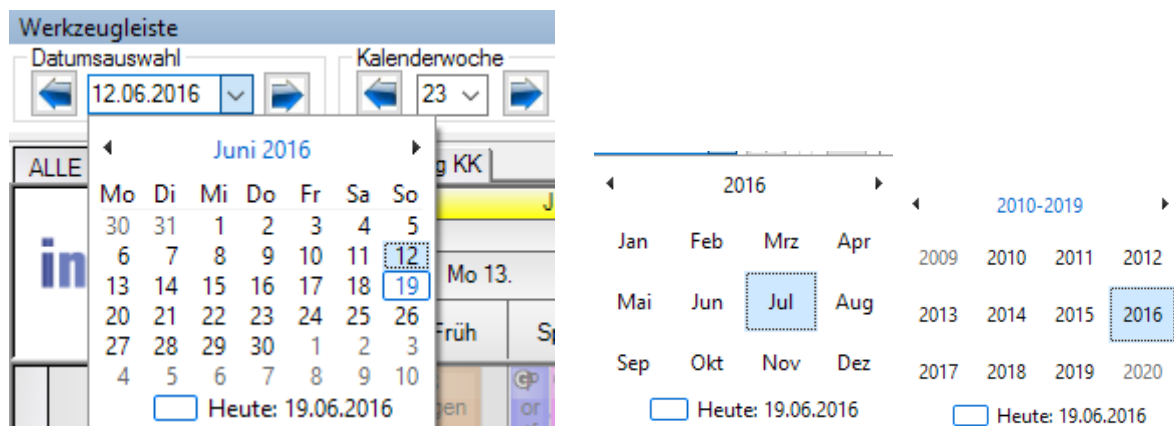 Werkzeugleiste
Datumsauswahl Kalenderwoche
12.06.2016 23
ALLE g KK
Juni 2016
Mo Di Mi Do Fr Sa So
30 31 1 2 3 4 5
6 7 8 9 10 11 12
13 14 15 16 17 18 19
20 21 22 23 24 25 26
27 28 29 30 1 2 3
4 5 6 7 8 9 10
Heute: 19.06.2016
in
J
Mo 13.
Früh Sp
gen or
2016
Jan Feb Mrz Apr
Mai Jun Jul Aug
Sep Okt Nov Dez
Heute: 19.06.2016
2010-2019
2009 2010 2011 2012
2013 2014 2015 2016
2017 2018 2019 2020
Heute: 19.06.2016